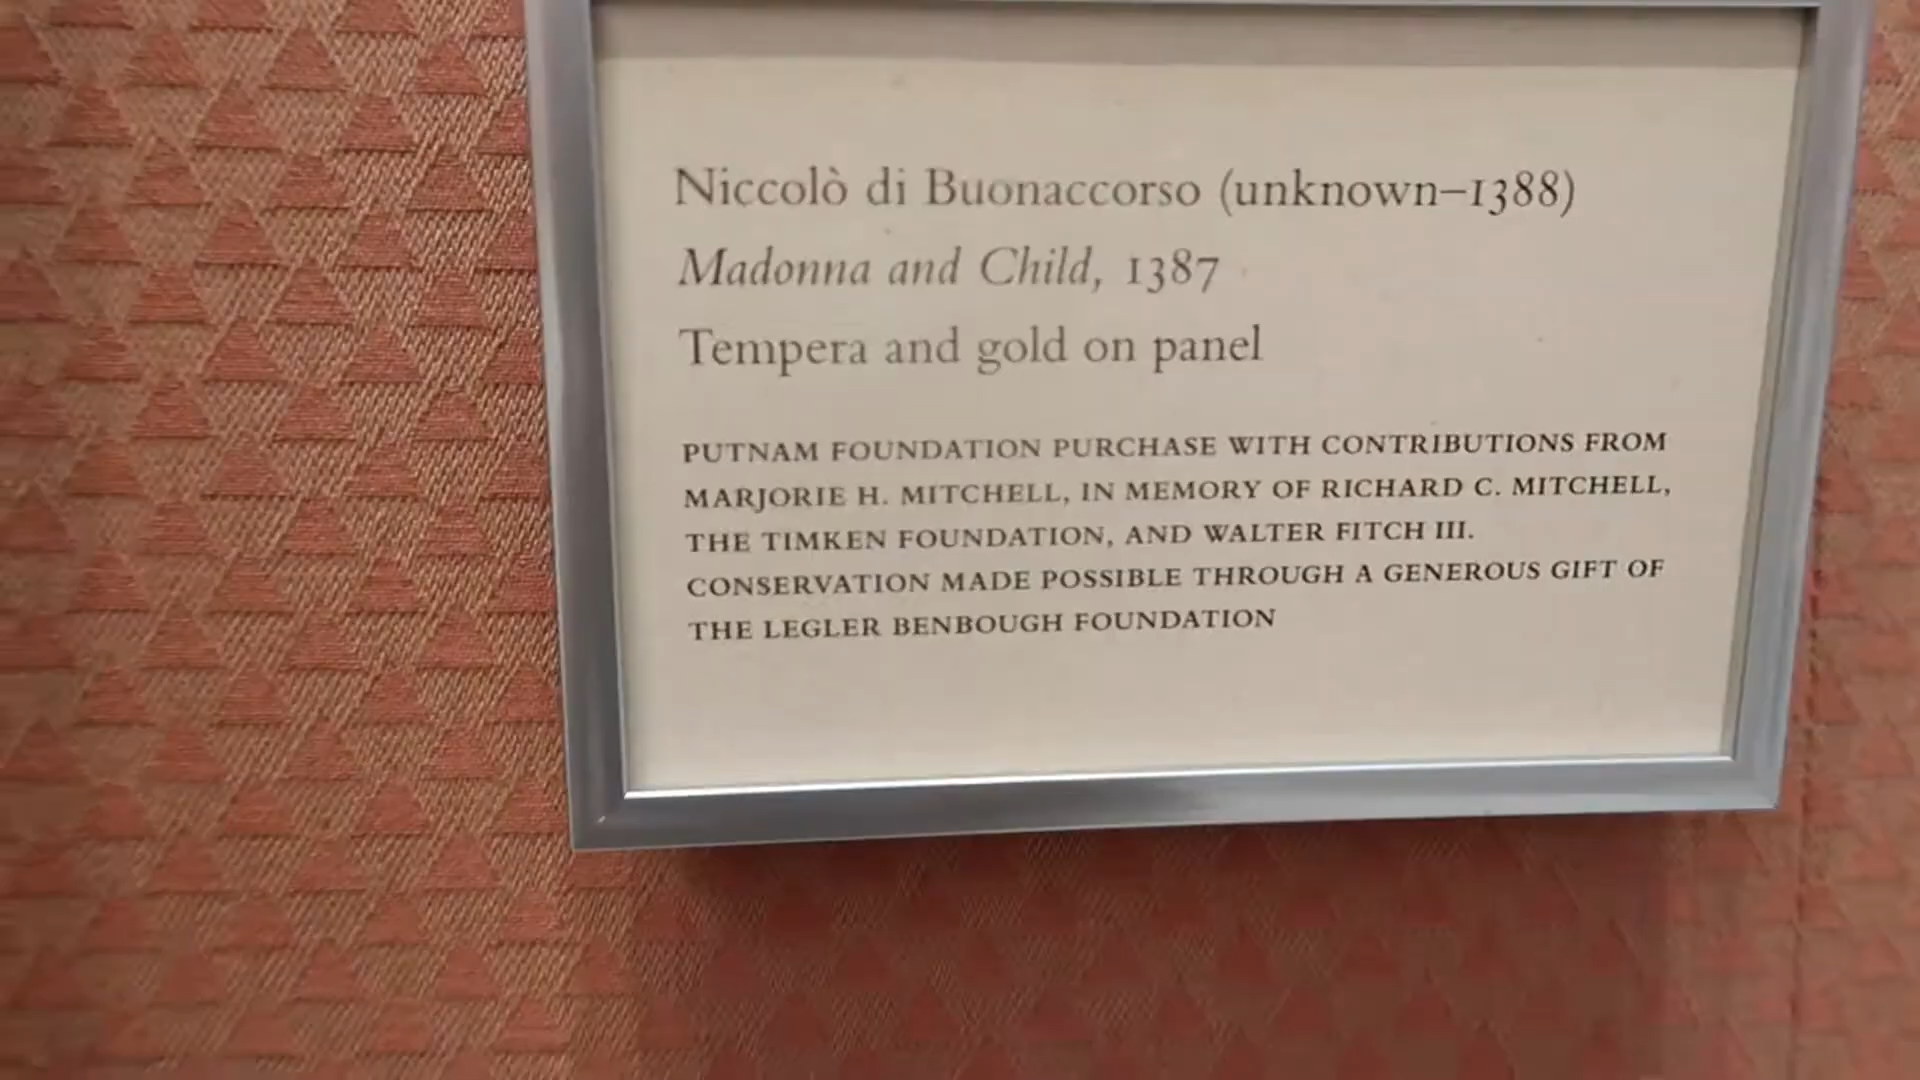 Niccolò di Buonaccorso (unknown–1388)
Madonna and Child, 1387
Tempera and gold on panel
PUTNAM FOUNDATION PURCHASE WITH CONTRIBUTIONS FROM
MARJORIE H. MITCHELL, IN MEMORY OF RICHARD C. MITCHELL,
THE TIMKEN FOUNDATION, AND WALTER FITCH III.
CONSERVATION MADE POSSIBLE THROUGH A GENEROUS GIFT OF
THE LEGLER BENBOUGH FOUNDATION